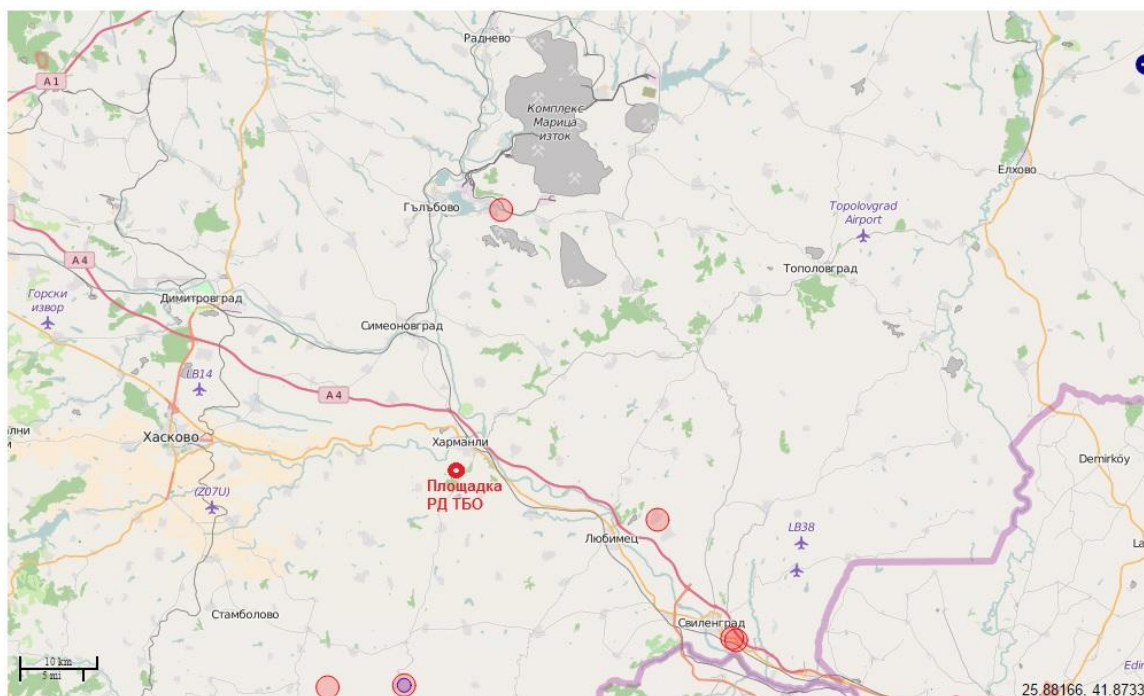 Раднево
A 1
Комплекс
Марица
изток
Елхово
Гълъбово
Topolovgrad
Airport
A 4
Тополовград
Горски
извор
Димитровград
Симеоновград
LB14
A 4
Хасково
Харманли
Demirköy
Площадка
РД ТБО
(Z07U)
LB38
Любимец
Стамболово
Свиленград
10 km
5 mi
25.88166, 41.8733